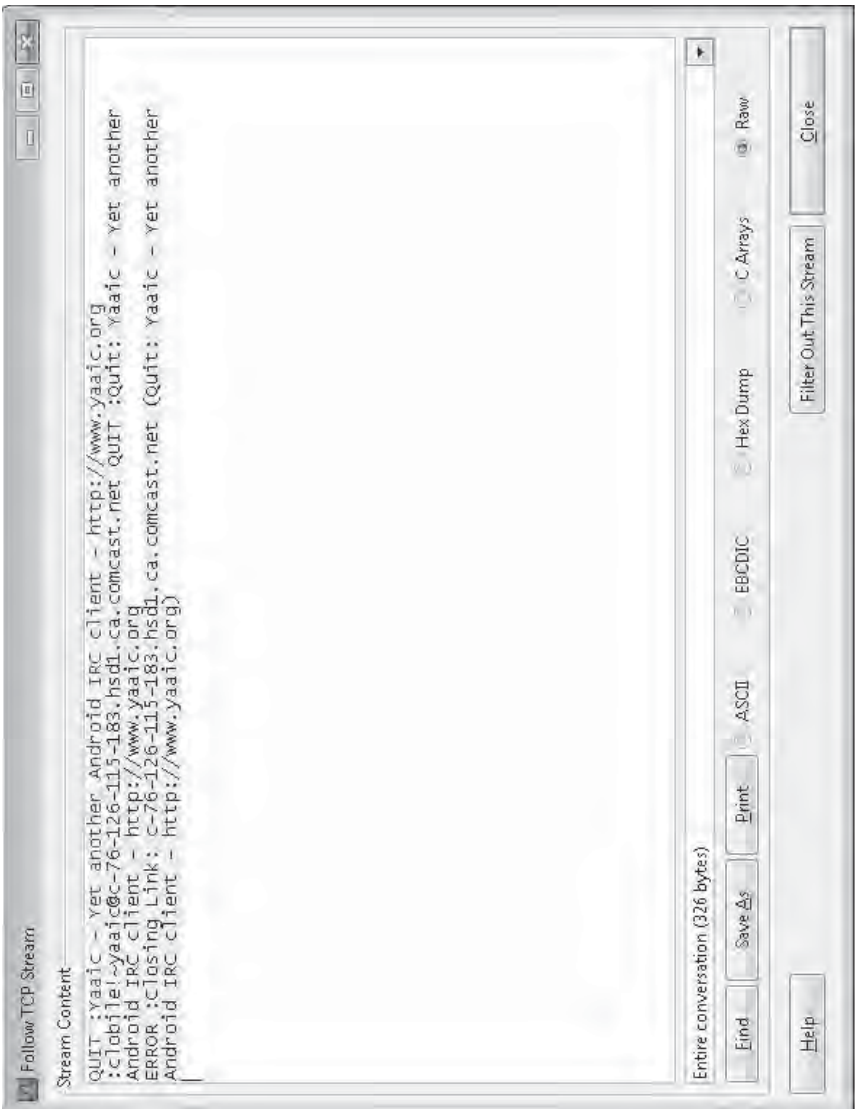 Follow TCP Stream
Stream Content
QUIT :Yaaic - Yet another Android IRC client - http://www.yaaic.org
:clobile!~yaaic@c-76-126-115-183.hsd1.ca.comcast.net QUIT :Quit: Yaaic - Yet another
Android IRC client - http://www.yaaic.org
ERROR :Closing Link: c-76-126-115-183.hsd1.ca.comcast.net (Quit: Yaaic - Yet another
Android IRC client - http://www.yaaic.org)
Entire conversation (326 bytes)
Find Save As Print ASCII EBCDIC Hex Dump C Arrays Raw
Help Filter Out This Stream Close